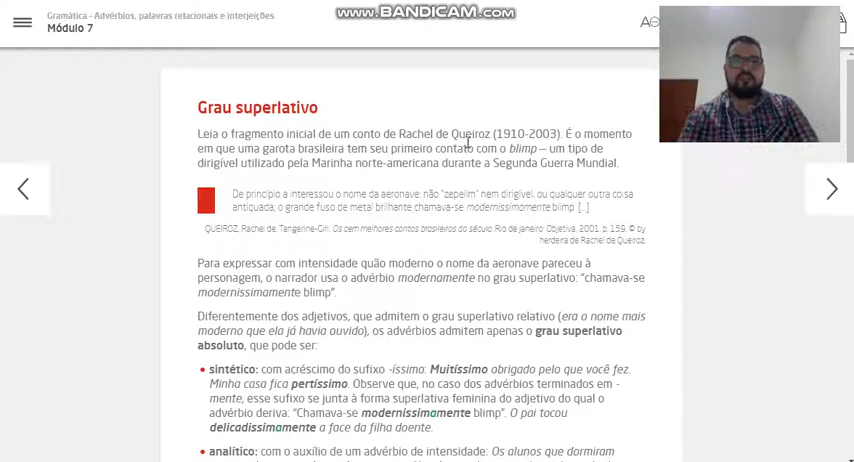 Gramática – Advérbios, palavras relacionais e interjeições
www.BANDICAM.com
Módulo 7
A
Grau superlativo
Leia o fragmento inicial de um conto de Rachel de Queiroz (1910-2003). É o momento
em que uma garota brasileira tem seu primeiro contato com o blimp — um tipo de
dirigível utilizado pela Marinha norte-americana durante a Segunda Guerra Mundial.
De princípio a interessou o nome da aeronave: não "zepelim" nem dirigível, ou qualquer outra coisa
antiquada; o grande fuso de metal brilhante chamava-se modernissimamente blimp. [...]
QUEIROZ, Rachel de. Tangerine-Girl. Os cem melhores contos brasileiros do século. Rio de Janeiro: Objetiva, 2001. p. 159. © by
herdeira de Rachel de Queiroz.
Para expressar com intensidade quão moderno o nome da aeronave pareceu à
personagem, o narrador usa o advérbio modernamente no grau superlativo: "chamava-se
modernissimamente blimp".
Diferentemente dos adjetivos, que admitem o grau superlativo relativo (era o nome mais
moderno que ela já havia ouvido), os advérbios admitem apenas o grau superlativo
absoluto, que pode ser:
• sintético: com acréscimo do sufixo -íssimo: Muitíssimo obrigado pelo que você fez.
Minha casa fica pertíssimo. Observe que, no caso dos advérbios terminados em -
mente, esse sufixo se junta à forma superlativa feminina do adjetivo do qual o
advérbio deriva: "Chamava-se modernissimamente blimp". O pai tocou
delicadissimamente a face da filha doente.
• analítico: com o auxílio de um advérbio de intensidade: Os alunos que dormiram